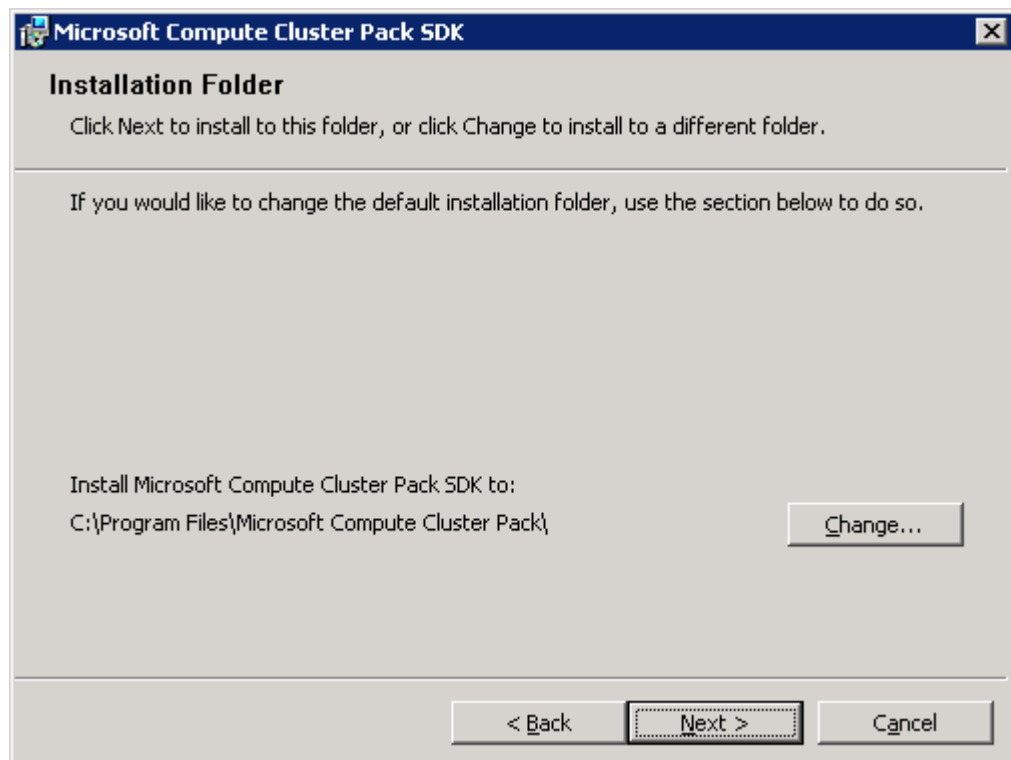 Microsoft Compute Cluster Pack SDK
Installation Folder
Click Next to install to this folder, or click Change to install to a different folder.
If you would like to change the default installation folder, use the section below to do so.
Install Microsoft Compute Cluster Pack SDK to:
C:\Program Files\Microsoft Compute Cluster Pack\
Change...
< Back
Next >
Cancel